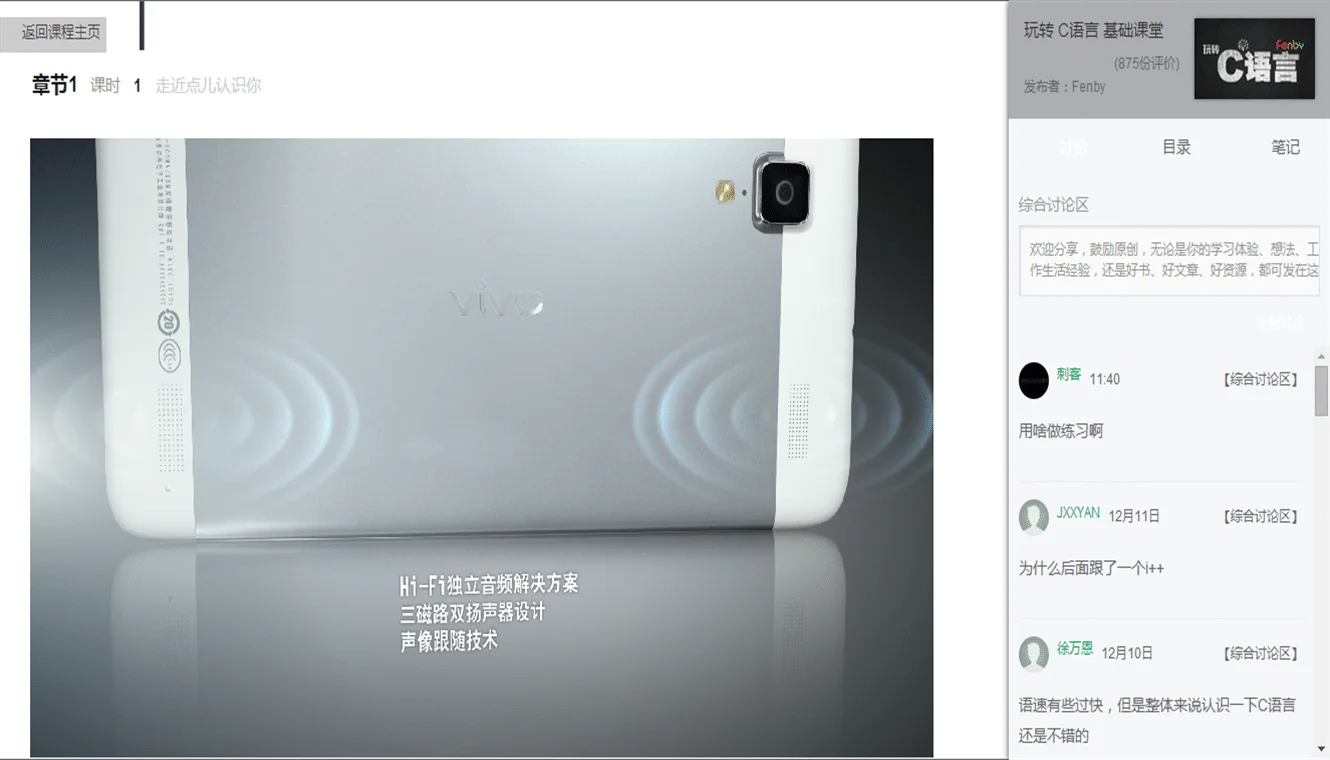 返回课程主页
章节1 课时 1 走近点儿认识你
vivo
Hi-Fi独立音频解决方案
三磁路双扬声器设计
声像跟随技术
玩转 C语言 基础课堂
(875份评价)
发布者：Fenby
玩转
C语言
Fenby
目录
笔记
综合讨论区
欢迎分享，鼓励原创，无论是你的学习体验、想法、工
作生活经验，还是好书、好文章、好资源，都可发在这
刺客 11:40 【综合讨论区】
用啥做练习啊
JXXYAN 12月11日 【综合讨论区】
为什么后面跟了一个i++
徐万恩 12月10日 【综合讨论区】
语速有些过快，但是整体来说认识一下C语言
还是不错的